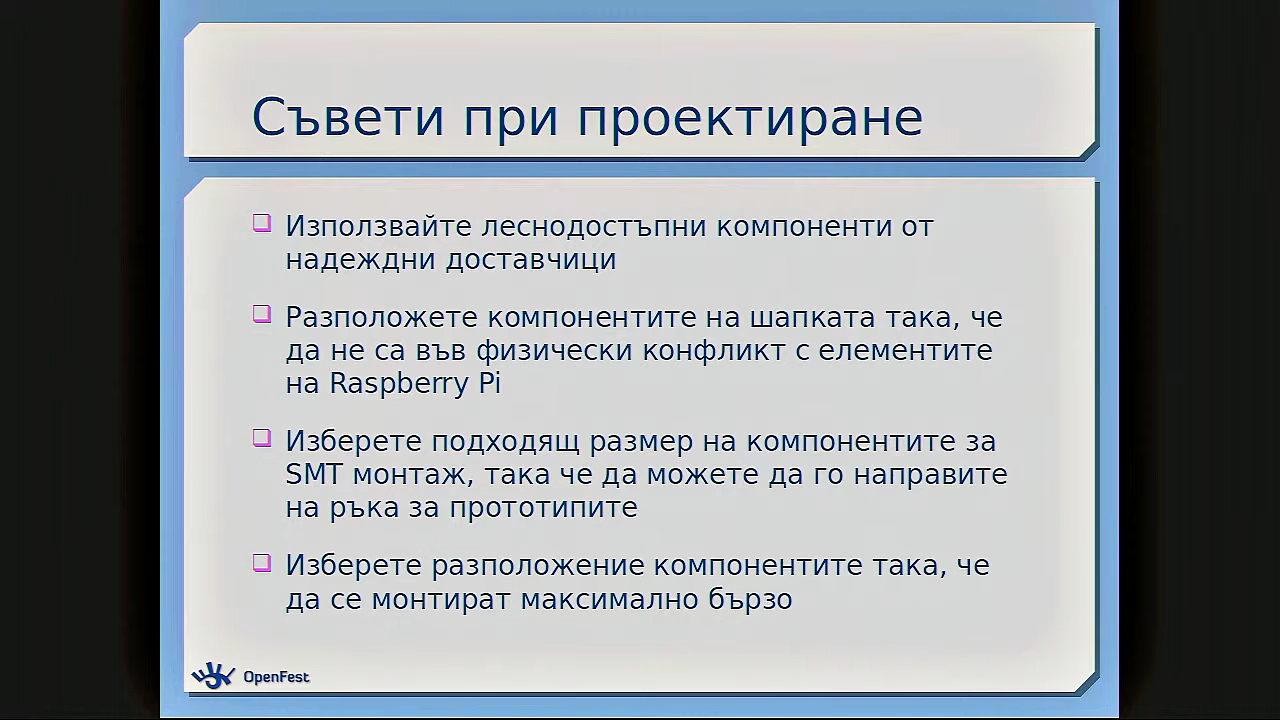 Съвети при проектиране
Използвайте леснодостъпни компоненти от
надеждни доставчици
Разположете компонентите на шапката така, че
да не са във физически конфликт с елементите
на Raspberry Pi
Изберете подходящ размер на компонентите за
SMT монтаж, така че да можете да го направите
на ръка за прототипите
Изберете разположение компонентите така, че
да се монтират максимално бързо
OpenFest